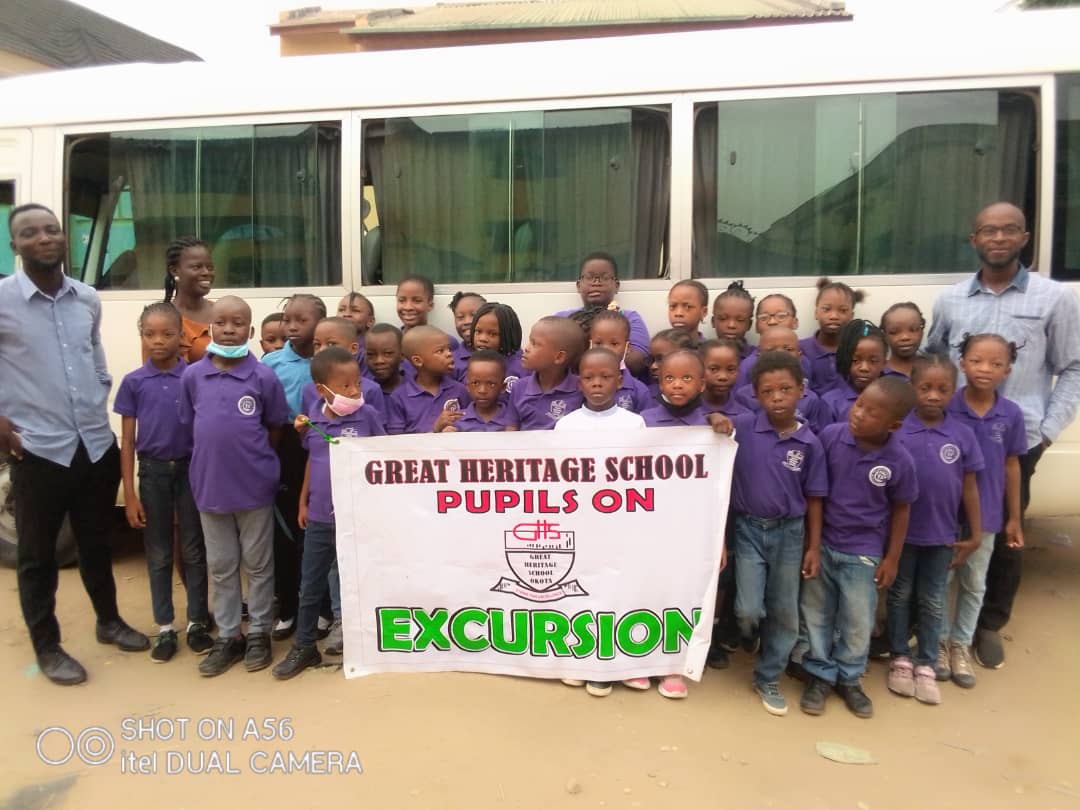 GREAT HERITAGE SCHOOL
PUPILS ON
GHS
GREAT
HERITAGE
SCHOOL
OKOTA
EXCURSION
SHOT ON A56
itel DUAL CAMERA